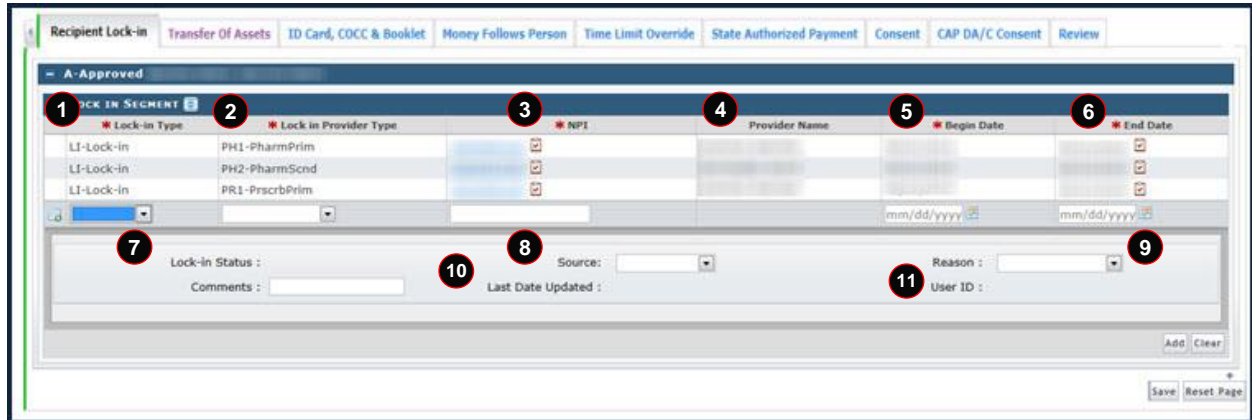 Recipient Lock-in Transfer Of Assets ID Card, COCC & Booklet Money Follows Person Time Limit Override State Authorized Payment Consent CAP DA/C Consent Review
− A-Approved
OCK IN SEGMENT
1 2 3 4 5 6
* Lock-in Type * Lock in Provider Type * NPI Provider Name * Begin Date * End Date
LI-Lock-in PH1-PharmPrim
LI-Lock-in PH2-PharmScnd
LI-Lock-in PR1-PrscrbPrim
mm/dd/yyyy mm/dd/yyyy
7 8 9
Lock-in Status : Source: Reason :
10 11
Comments : Last Date Updated : User ID :
Add Clear
Save Reset Page